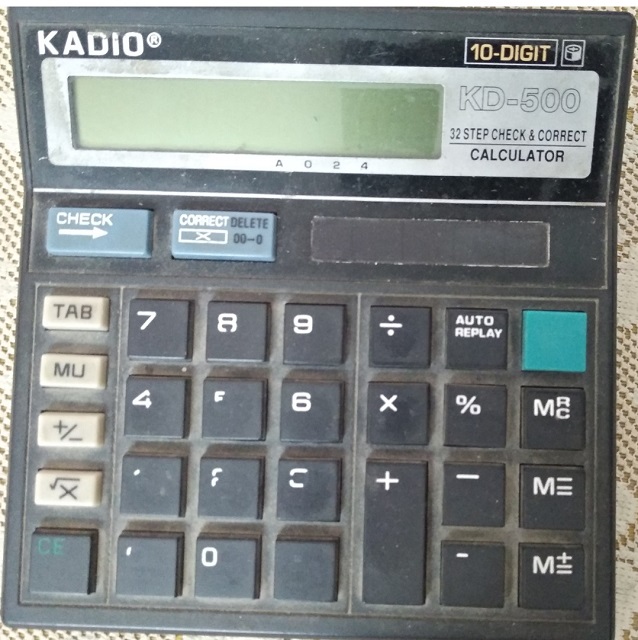 KADIO®
10-DIGIT
KD-500
32 STEP CHECK & CORRECT
CALCULATOR
A 0 2 4
CHECK
CORRECT DELETE
00→0
TAB
7 8 9 ÷ AUTO REPLAY
MU
4 6 X % MRC
+/−
+ − M=
√X
CE
0 M±